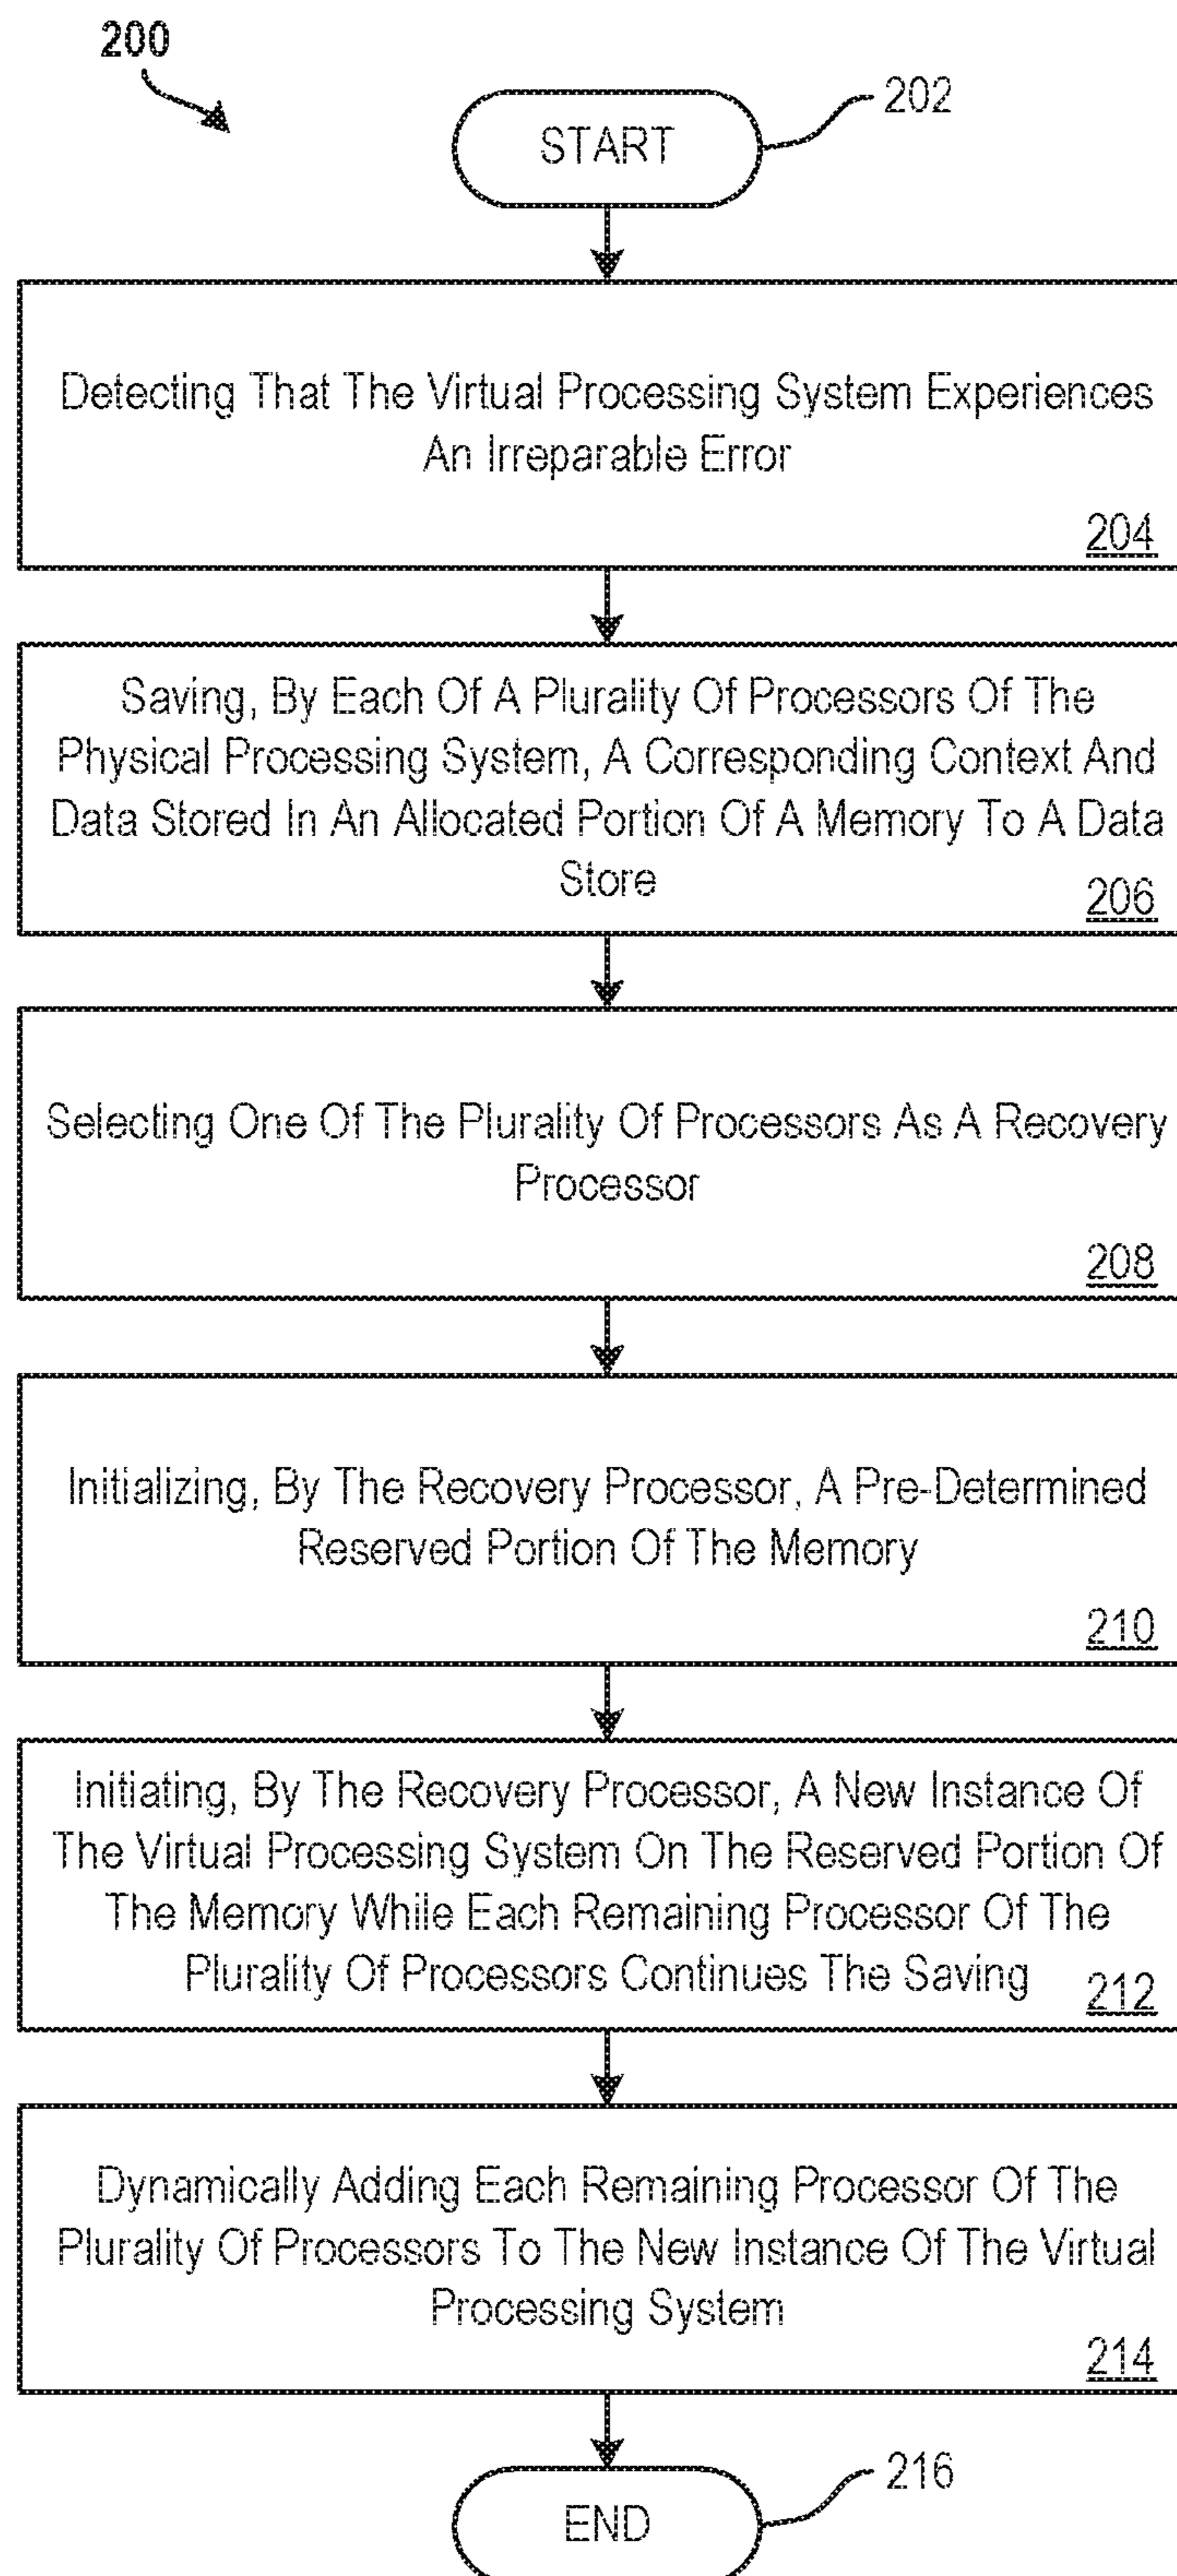 200
202
START
Detecting That The Virtual Processing System Experiences
An Irreparable Error
204
Saving, By Each Of A Plurality Of Processors Of The
Physical Processing System, A Corresponding Context And
Data Stored In An Allocated Portion Of A Memory To A Data
Store
206
Selecting One Of The Plurality Of Processors As A Recovery
Processor
208
Initializing, By The Recovery Processor, A Pre-Determined
Reserved Portion Of The Memory
210
Initiating, By The Recovery Processor, A New Instance Of
The Virtual Processing System On The Reserved Portion Of
The Memory While Each Remaining Processor Of The
Plurality Of Processors Continues The Saving
212
Dynamically Adding Each Remaining Processor Of The
Plurality Of Processors To The New Instance Of The Virtual
Processing System
214
216
END